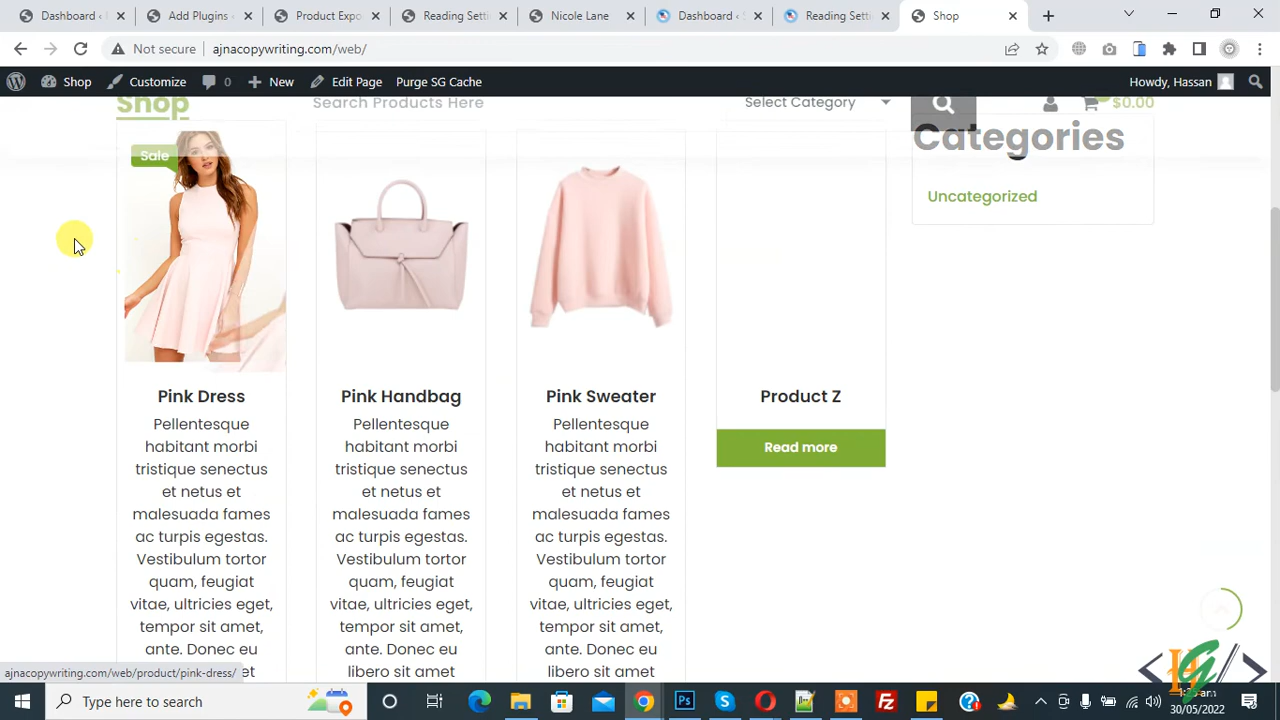 Dashboard ‹
Add Plugins ‹
Product Expo
Reading Setti
Nicole Lane
Dashboard ‹
Reading Setti
Shop
Not secure
ajnacopywriting.com/web/
Shop
Customize
0
New
Edit Page
Purge SG Cache
Howdy, Hassan
Shop
Search Products Here
Select Category
$0.00
Categories
Uncategorized
Sale
Pink Dress
Pellentesque
habitant morbi
tristique senectus
et netus et
malesuada fames
ac turpis egestas.
Vestibulum tortor
quam, feugiat
vitae, ultricies eget,
tempor sit amet,
ante. Donec eu
libero sit amet
Pink Handbag
Pellentesque
habitant morbi
tristique senectus
et netus et
malesuada fames
ac turpis egestas.
Vestibulum tortor
quam, feugiat
vitae, ultricies eget,
tempor sit amet,
ante. Donec eu
libero sit amet
Pink Sweater
Pellentesque
habitant morbi
tristique senectus
et netus et
malesuada fames
ac turpis egestas.
Vestibulum tortor
quam, feugiat
vitae, ultricies eget,
tempor sit amet,
ante. Donec eu
libero sit amet
Product Z
Read more
ajnacopywriting.com/web/product/pink-dress/
Type here to search
30/05/2022